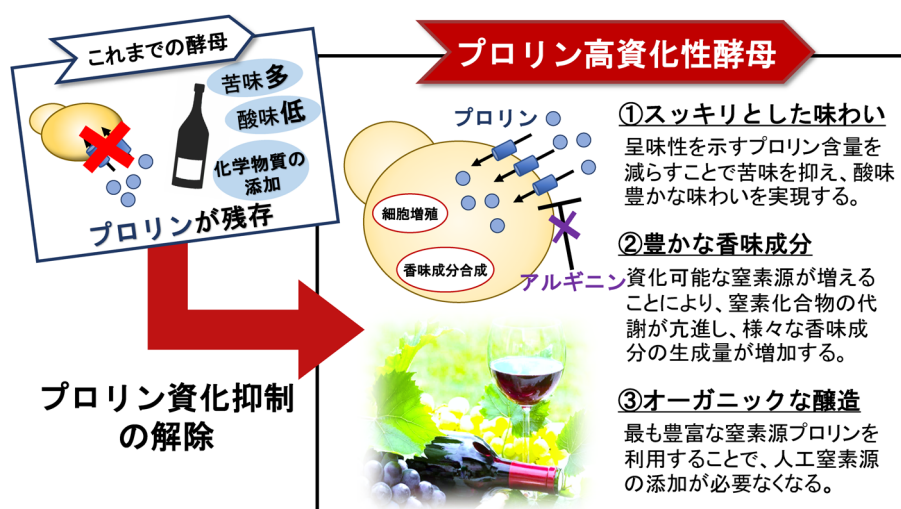 これまでの酵母
苦味多
酸味低
化学物質の
添加
プロリンが残存
プロリン資化抑制
の解除
プロリン高資化性酵母
プロリン
細胞増殖
香味成分合成
アルギニン
①スッキリとした味わい
呈味性を示すプロリン含量を
減らすことで苦味を抑え、酸味
豊かな味わいを実現する。
②豊かな香味成分
資化可能な窒素源が増える
ことにより、窒素化合物の代
謝が亢進し、様々な香味成
分の生成量が増加する。
③オーガニックな醸造
最も豊富な窒素源プロリンを
利用することで、人工窒素源
の添加が必要なくなる。